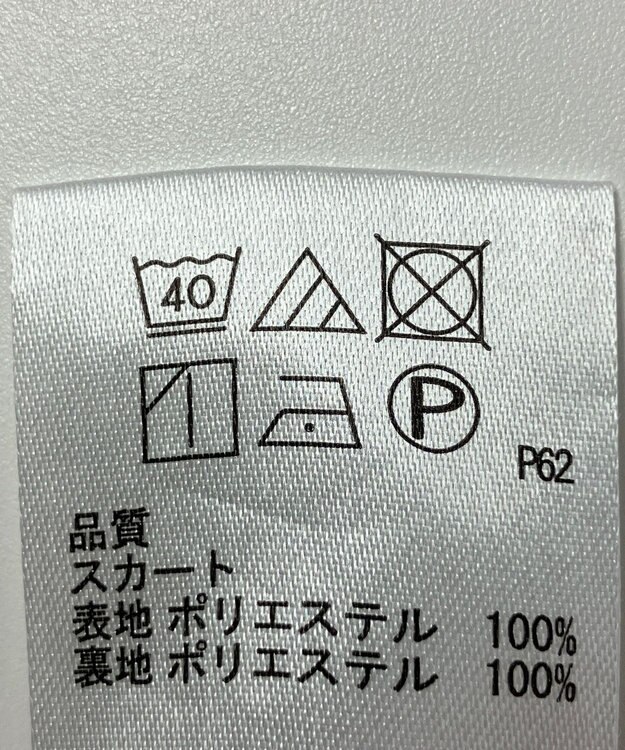 40
P
P62
品質
スカート
表地 ポリエステル 100%
裏地 ポリエステル 100%